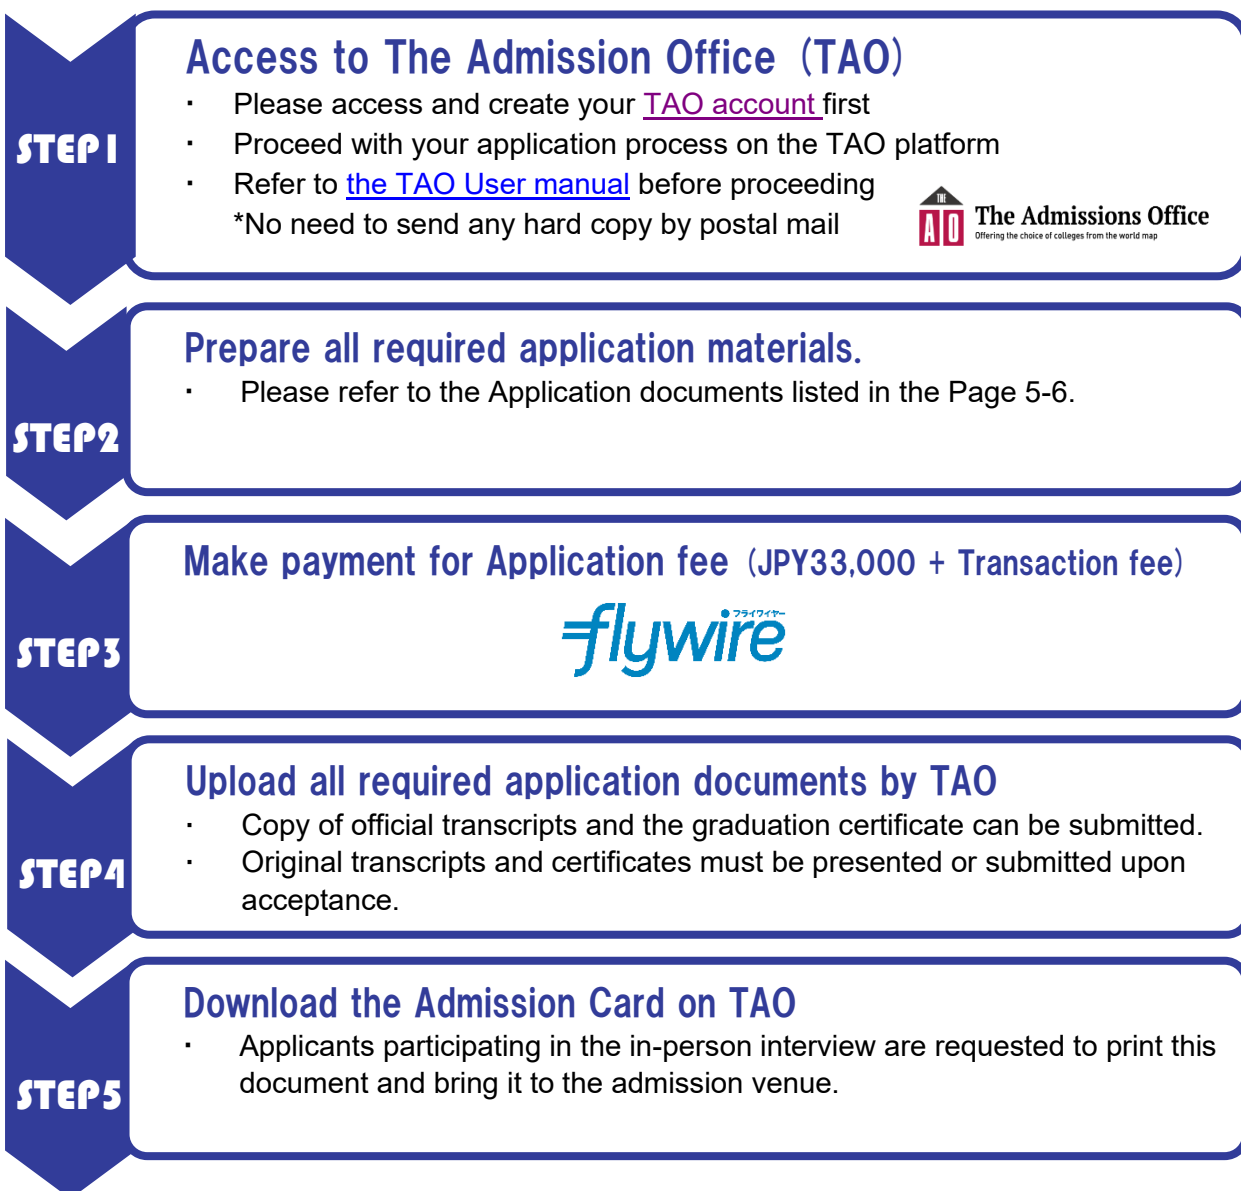 STEP1
Access to The Admission Office (TAO)
· Please access and create your TAO account first
· Proceed with your application process on the TAO platform
· Refer to the TAO User manual before proceeding
*No need to send any hard copy by postal mail
THE
AO
The Admissions Office
Offering the choice of colleges from the world map
STEP2
Prepare all required application materials.
· Please refer to the Application documents listed in the Page 5-6.
STEP3
Make payment for Application fee (JPY33,000 + Transaction fee)
フライワイヤー
flywire
STEP4
Upload all required application documents by TAO
· Copy of official transcripts and the graduation certificate can be submitted.
· Original transcripts and certificates must be presented or submitted upon
acceptance.
STEP5
Download the Admission Card on TAO
· Applicants participating in the in-person interview are requested to print this
document and bring it to the admission venue.